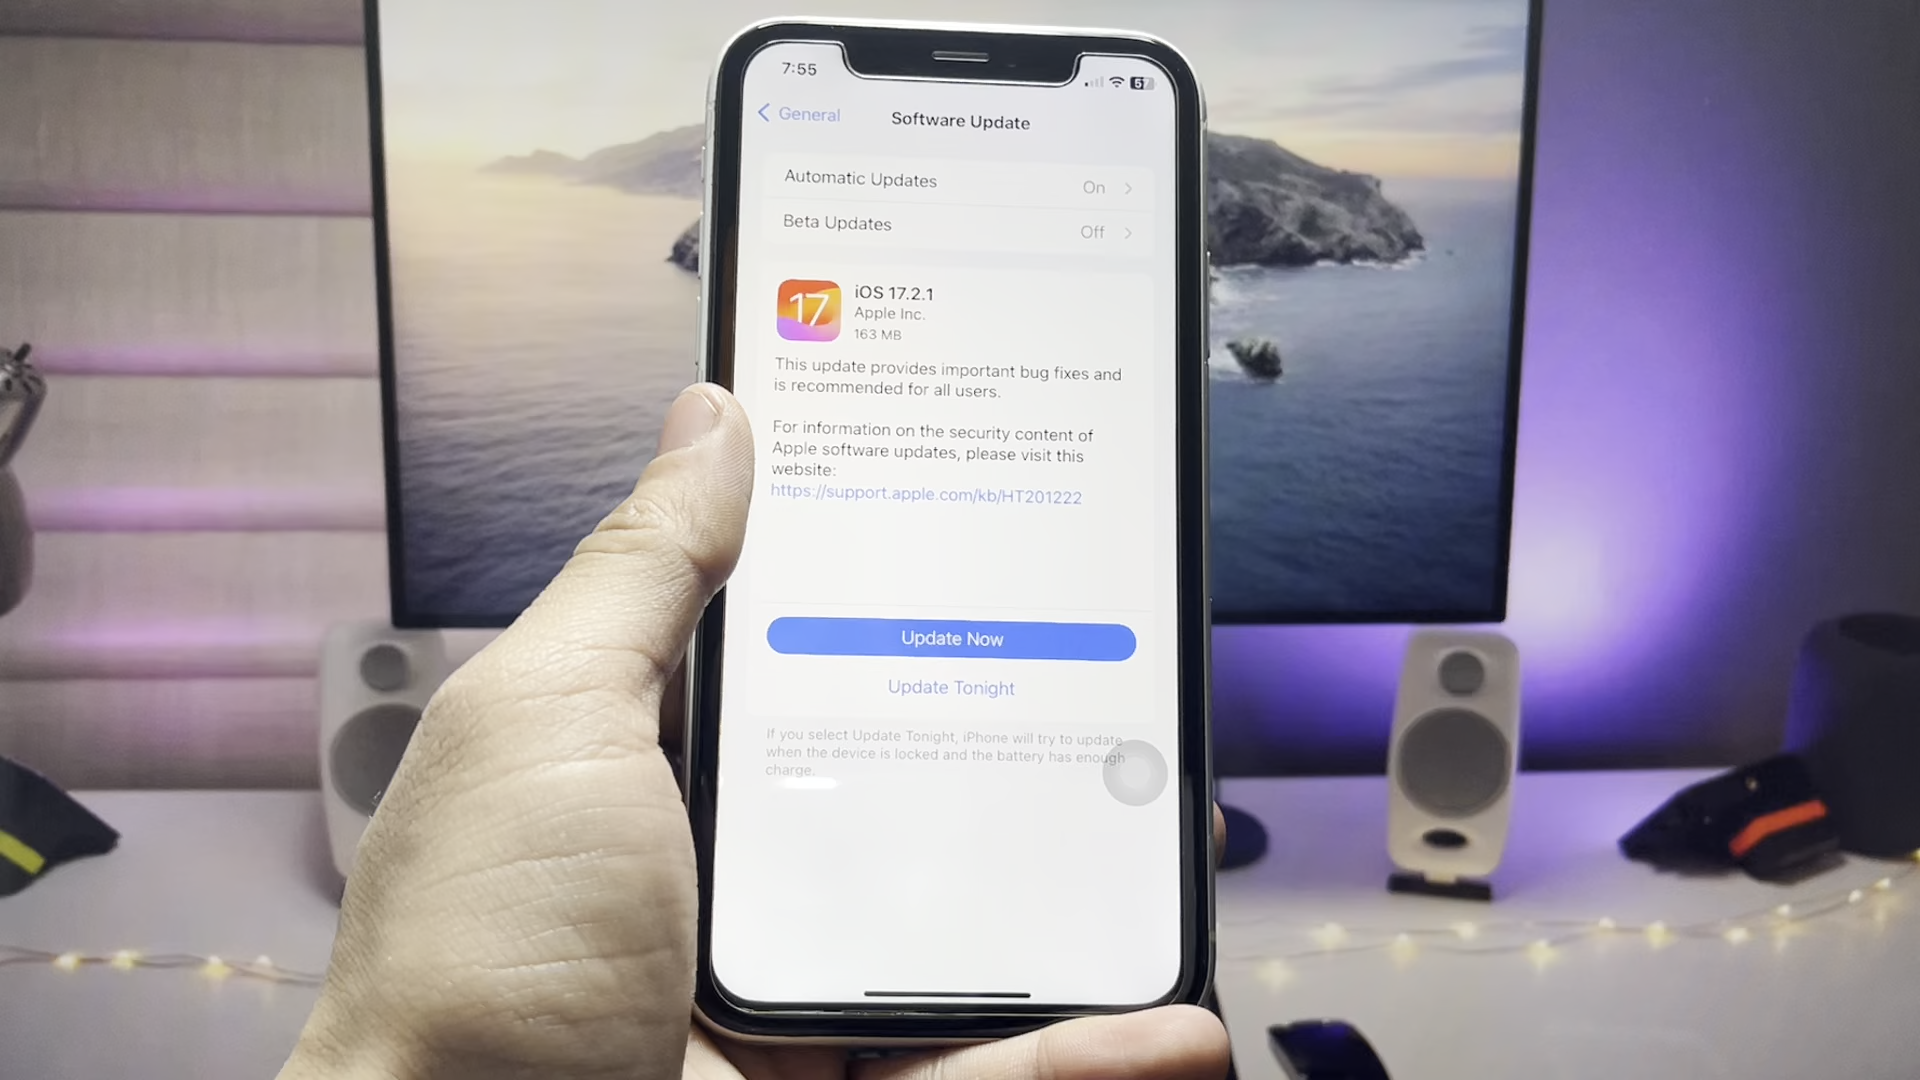 7:55
57
General
Software Update
Automatic Updates On
Beta Updates Off
17
iOS 17.2.1
Apple Inc.
163 MB
This update provides important bug fixes and
is recommended for all users.
For information on the security content of
Apple software updates, please visit this
website:
https://support.apple.com/kb/HT201222
Update Now
Update Tonight
If you select Update Tonight, iPhone will try to update
when the device is locked and the battery has enough
charge.